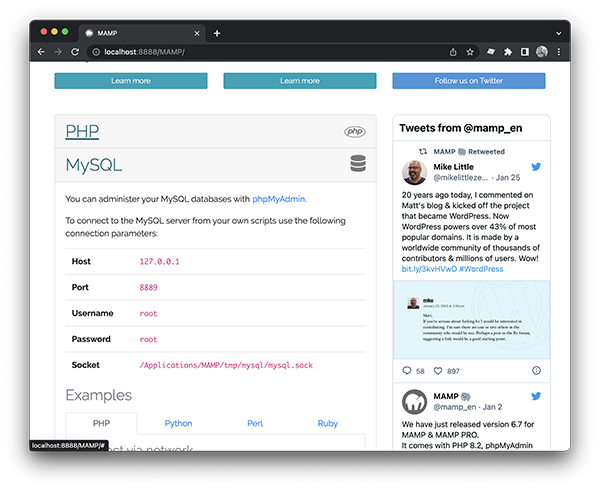 MAMP
localhost:8888/MAMP/
Learn more
Learn more
Follow us on Twitter
PHP
php
MySQL
You can administer your MySQL databases with phpMyAdmin.
To connect to the MySQL server from your own scripts use the following
connection parameters:
Host 127.0.0.1
Port 8889
Username root
Password root
Socket /Applications/MAMP/tmp/mysql/mysql.sock
Examples
PHP Python Perl Ruby
localhost:8888/MAMP/#
Tweets from @mamp_en
MAMP Retweeted
Mike Little
@mikelittleze... · Jan 25
20 years ago today, I commented on
Matt's blog & kicked off the project
that became WordPress. Now
WordPress powers over 43% of most
popular domains. It is made by a
worldwide community of thousands of
contributors & millions of users. Wow!
bit.ly/3kvHVwD #WordPress
mike
Matt,
If you're serious about forking b2 I would be interested in
contributing. I'm sure there are one or two others in the
community who would be too. Perhaps a post to the B2 forum,
suggesting a fork would be a good starting point.
58 897
MAMP
@mamp_en · Jan 2
We have just released version 6.7 for
MAMP & MAMP PRO.
It comes with PHP 8.2, phpMyAdmin